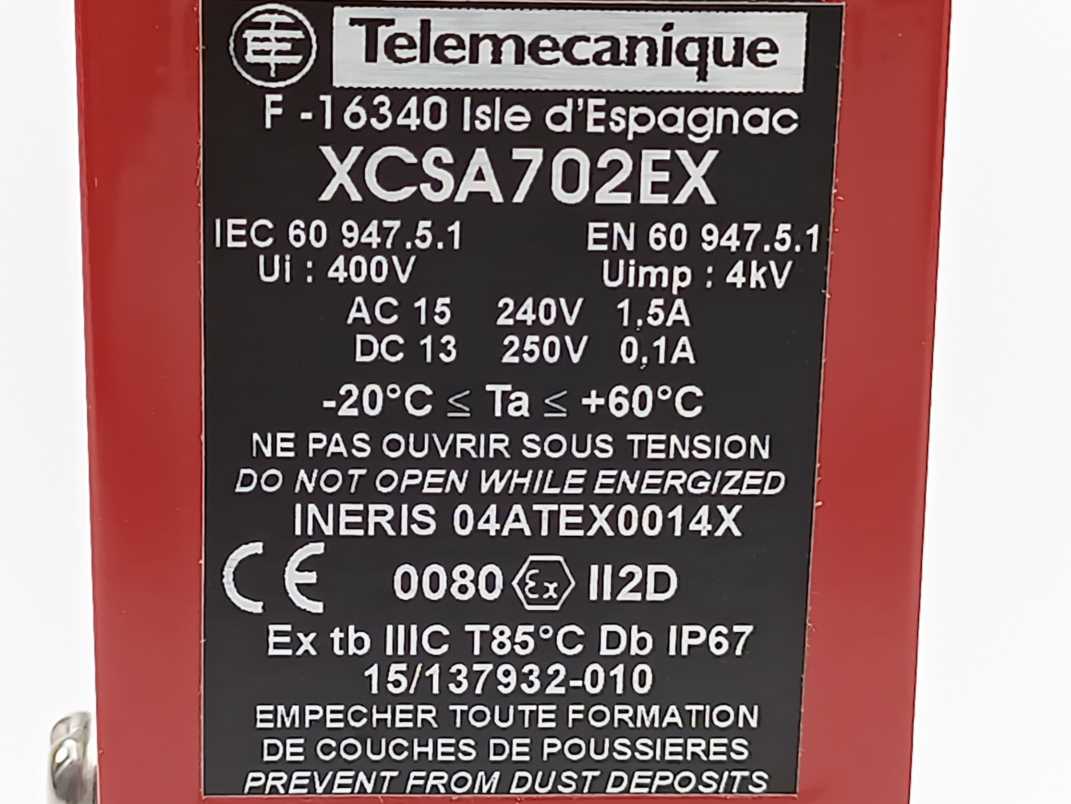 Telemecanique
F -16340 Isle d'Espagnac
XCSA702EX
IEC 60 947.5.1 EN 60 947.5.1
Ui : 400V Uimp : 4kV
AC 15 240V 1,5A
DC 13 250V 0,1A
-20°C ≤ Ta ≤ +60°C
NE PAS OUVRIR SOUS TENSION
DO NOT OPEN WHILE ENERGIZED
INERIS 04ATEX0014X
CE 0080 Ex II2D
Ex tb IIIC T85°C Db IP67
15/137932-010
EMPECHER TOUTE FORMATION
DE COUCHES DE POUSSIERES
PREVENT FROM DUST DEPOSITS